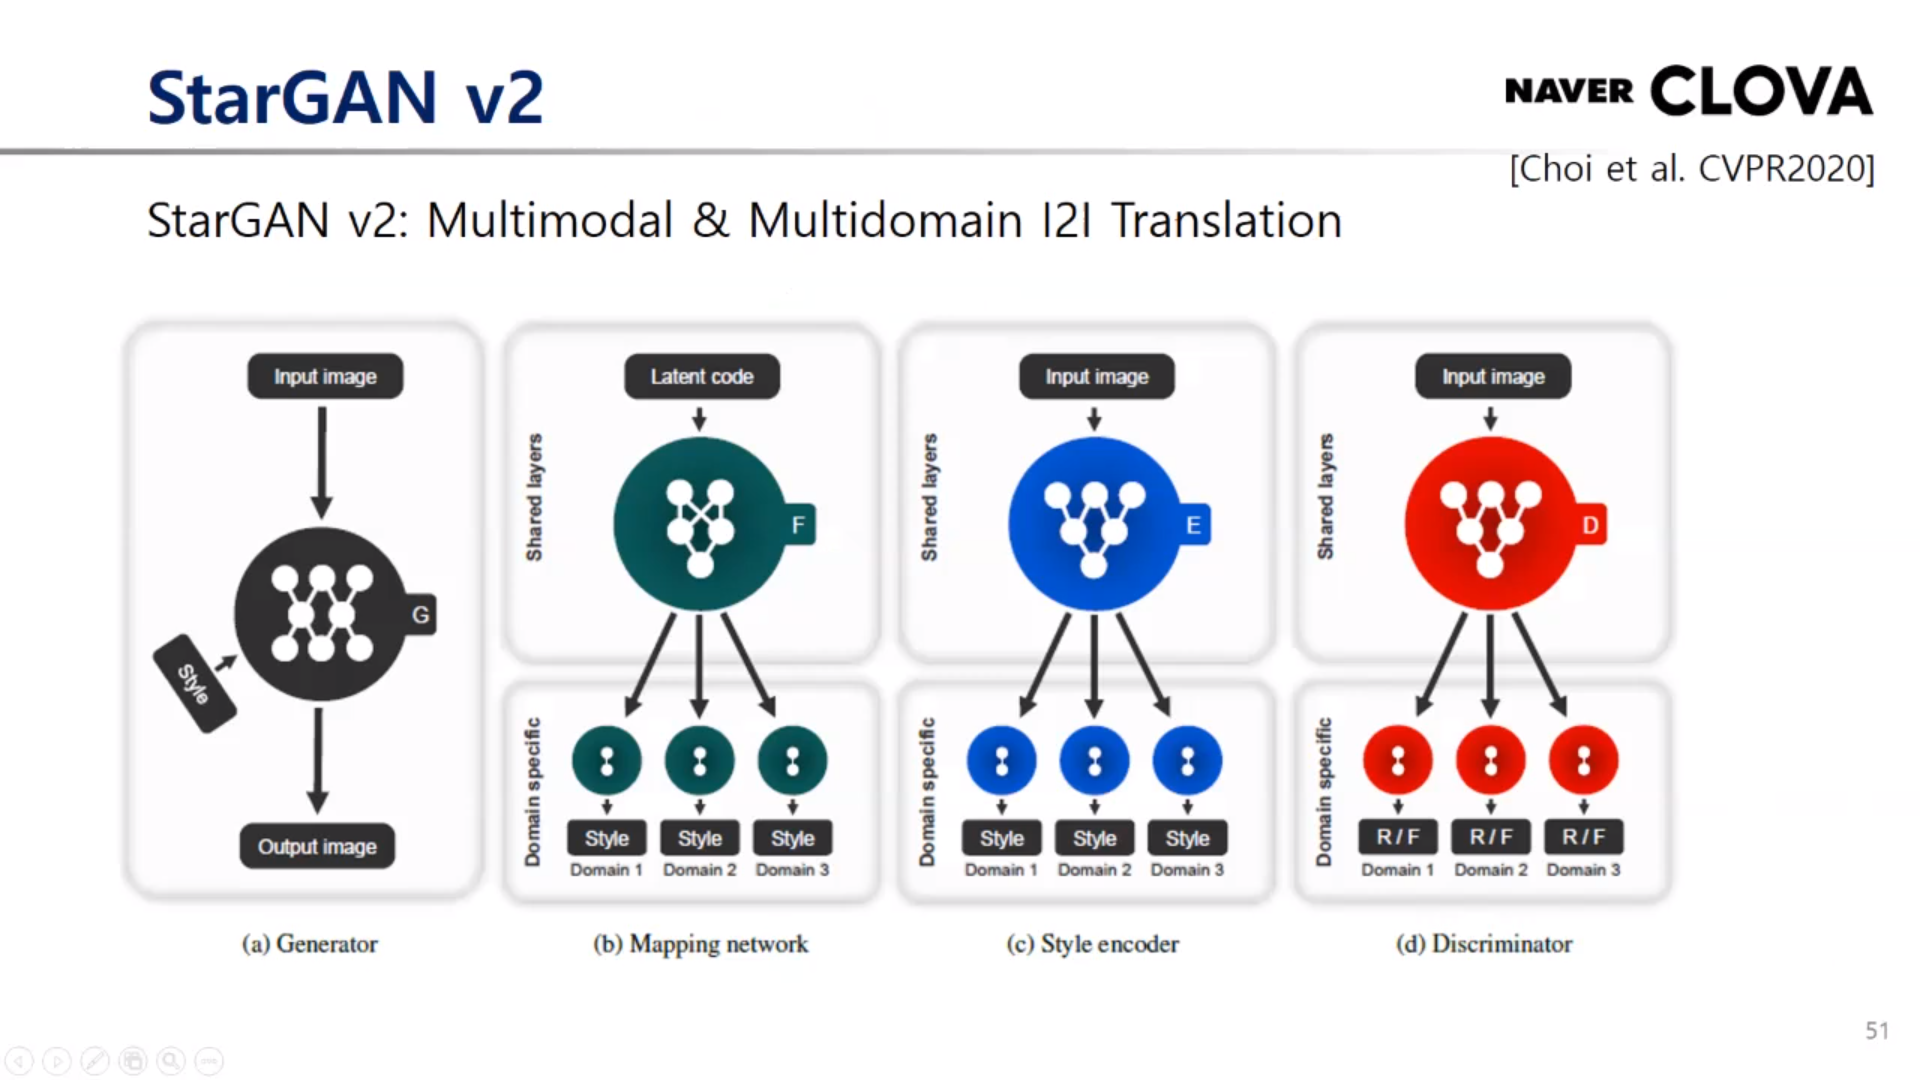 StarGAN v2
NAVER CLOVA
[Choi et al. CVPR2020]
StarGAN v2: Multimodal & Multidomain I2I Translation
Input image
G
Style
Output image
(a) Generator
Latent code
Shared layers
F
Domain specific
Style Style Style
Domain 1 Domain 2 Domain 3
(b) Mapping network
Input image
Shared layers
E
Domain specific
Style Style Style
Domain 1 Domain 2 Domain 3
(c) Style encoder
Input image
Shared layers
D
Domain specific
R / F R / F R / F
Domain 1 Domain 2 Domain 3
(d) Discriminator
51